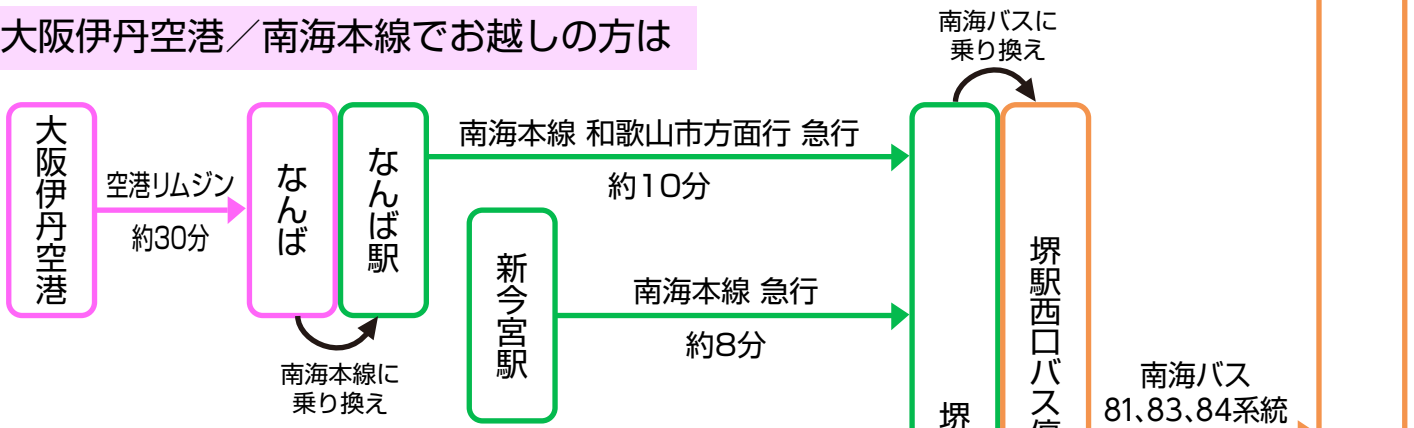 大阪伊丹空港／南海本線でお越しの方は
南海バスに
乗り換え
大阪伊丹空港
空港リムジン
約30分
なんば
なんば駅
南海本線に
乗り換え
南海本線 和歌山市方面行 急行
約10分
新今宮駅
南海本線 急行
約8分
堺
堺駅西口バス停
南海バス
81、83、84系統